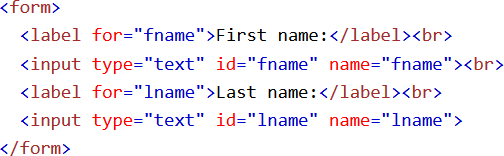 <form>
  <label for="fname">First name:</label><br>
  <input type="text" id="fname" name="fname"><br>
  <label for="lname">Last name:</label><br>
  <input type="text" id="lname" name="lname">
</form>